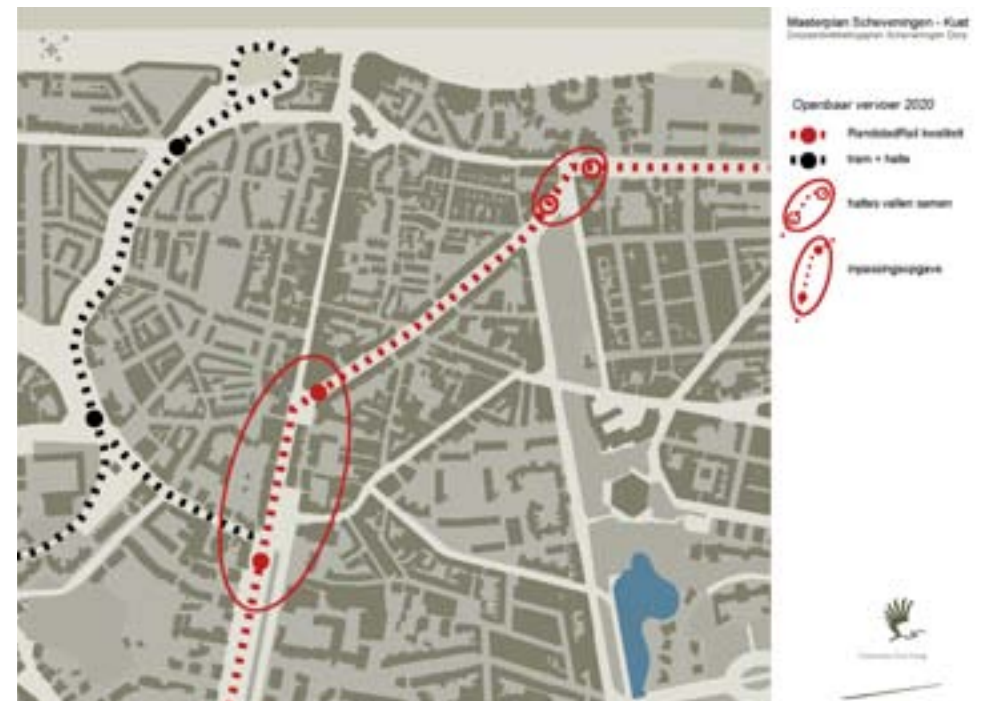 Masterplan Scheveningen - Kust
Openbaar vervoer 2020
RandstadRail kwaliteit
tram + halte
haltes vallen samen
inpassingsopgave